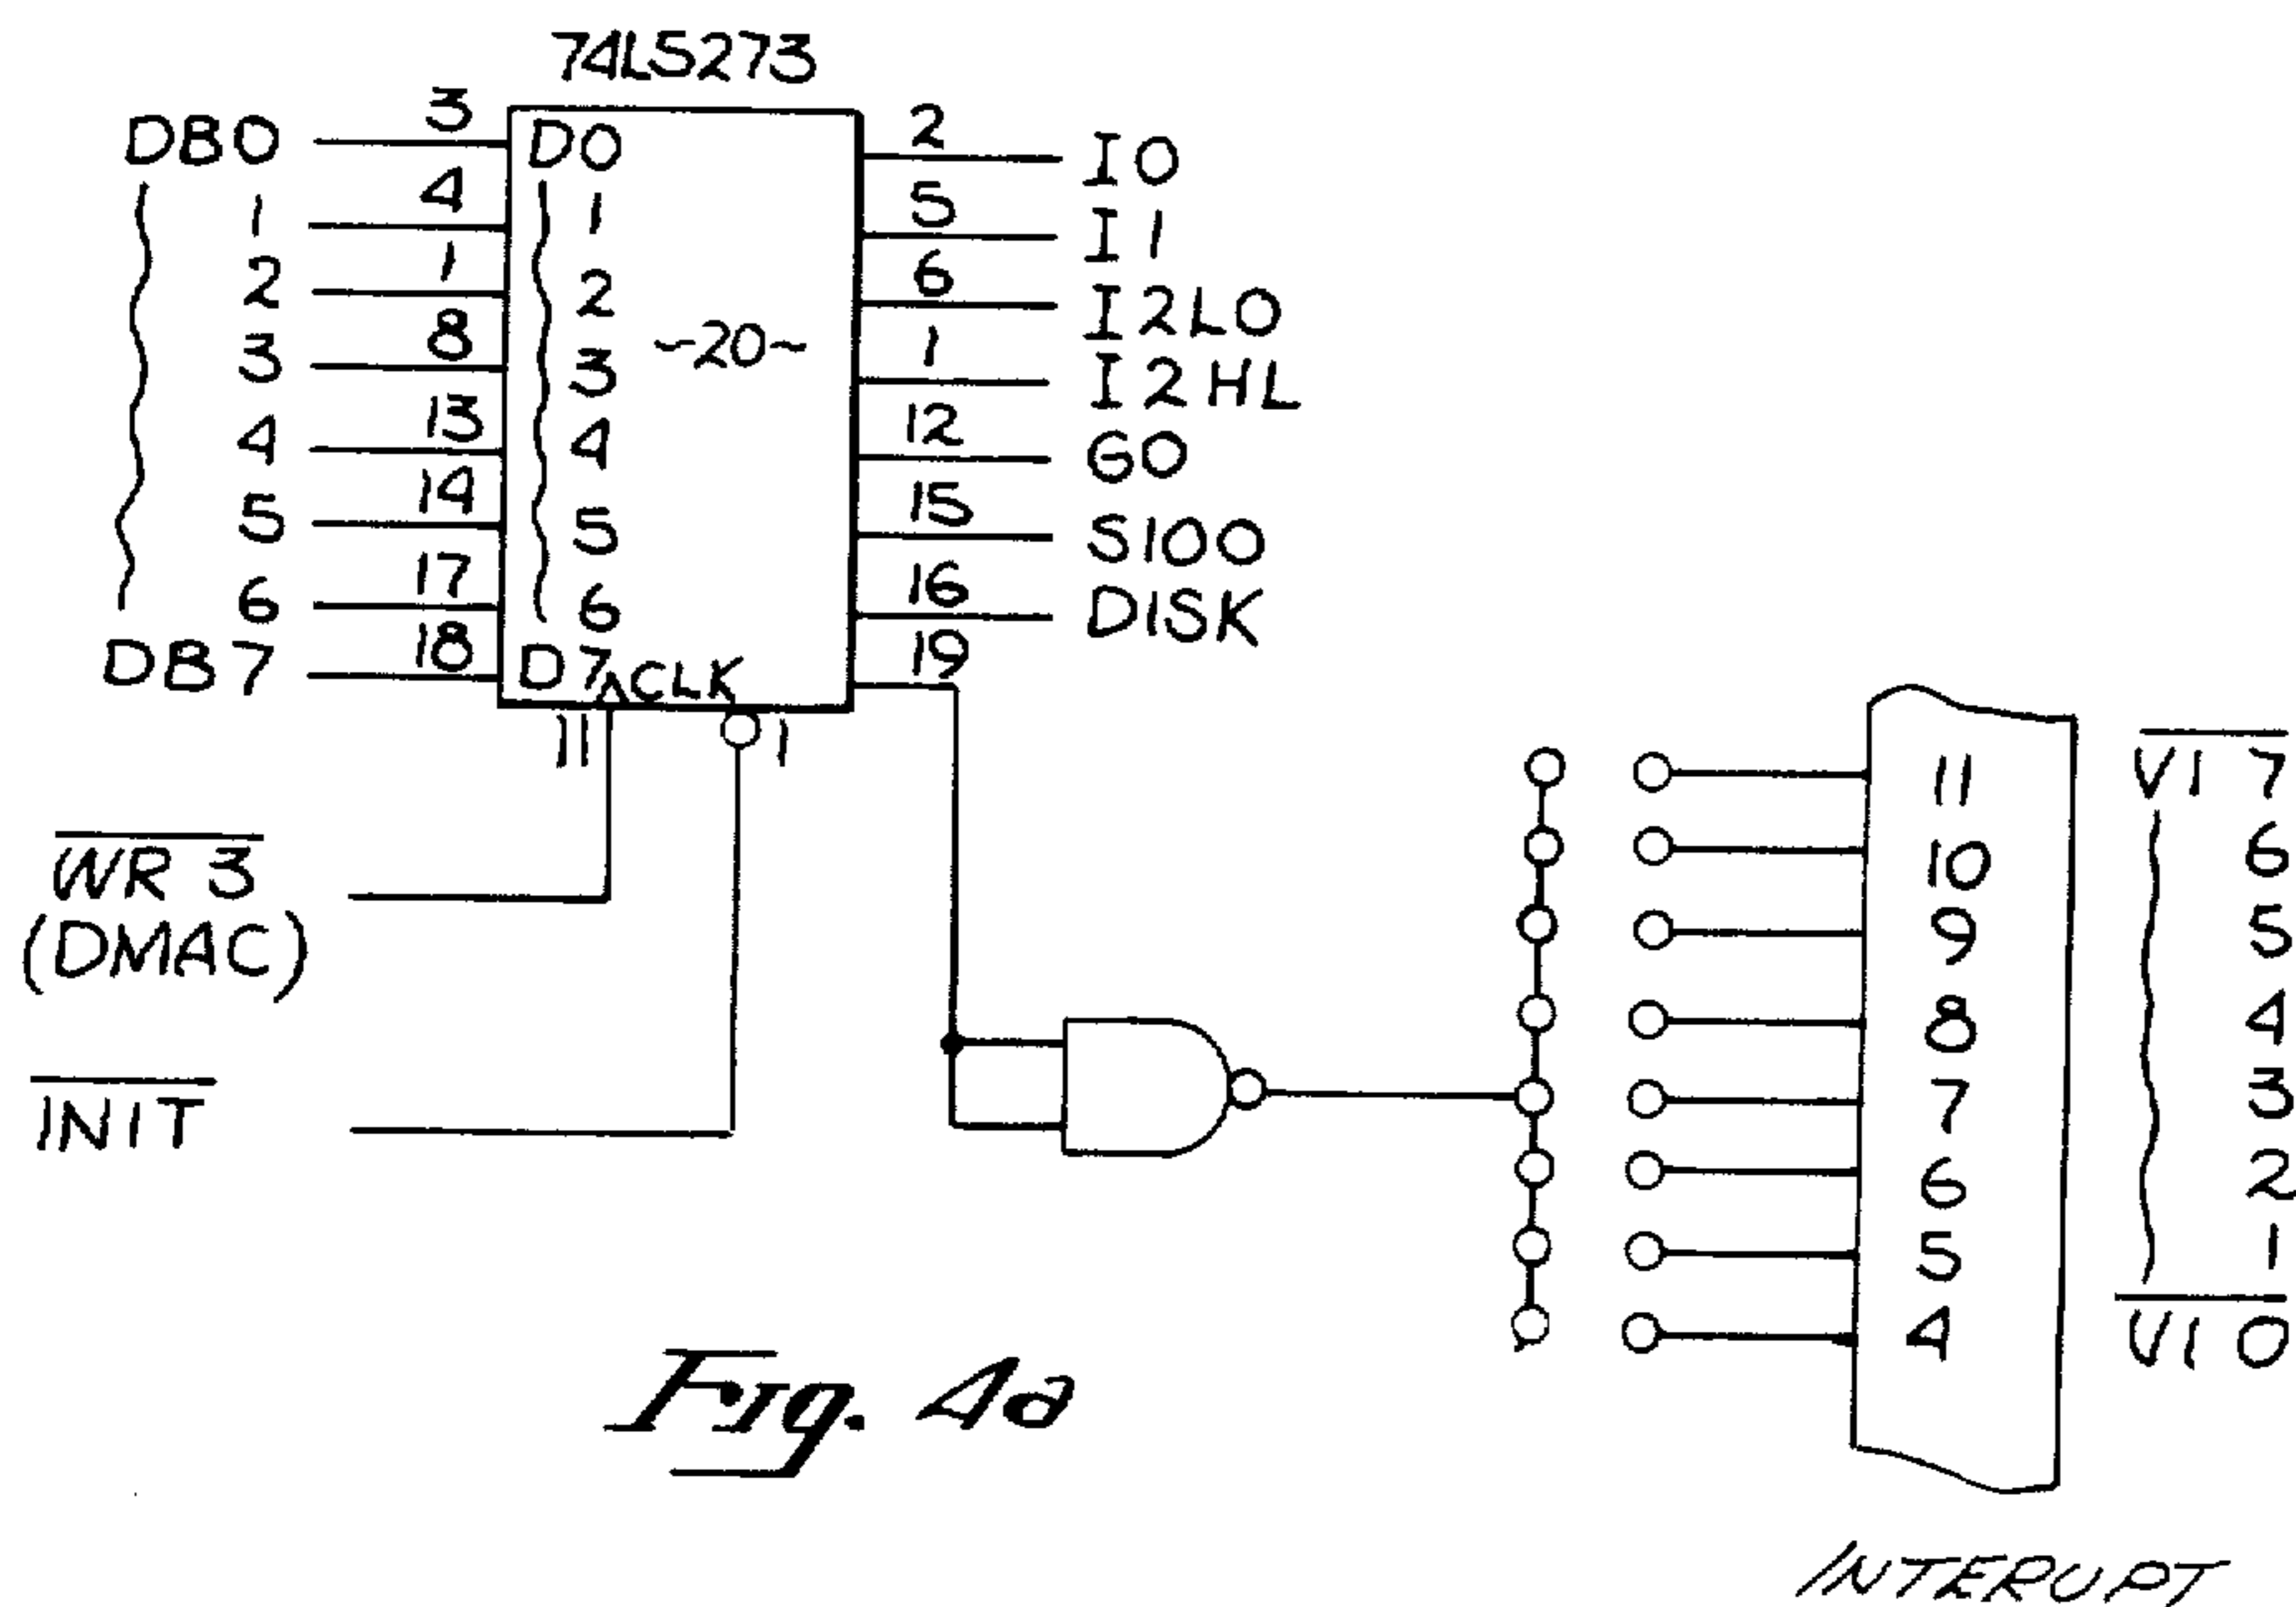 74LS273
DB0 3 D0 2 I0
1 4 1 5 I1
2 1 2 6 I2LO
3 8 3 ~20~ 1 I2HL
4 13 4 12 GO
5 14 5 15 S100
6 17 6 16 DISK
DB7 18 D7 CLK 19
11 1
WR 3
(DMAC)
INIT
11 VI 7
10 6
9 5
8 4
7 3
6 2
5 1
4 VI 0
Fig. 4a
INTERUPT